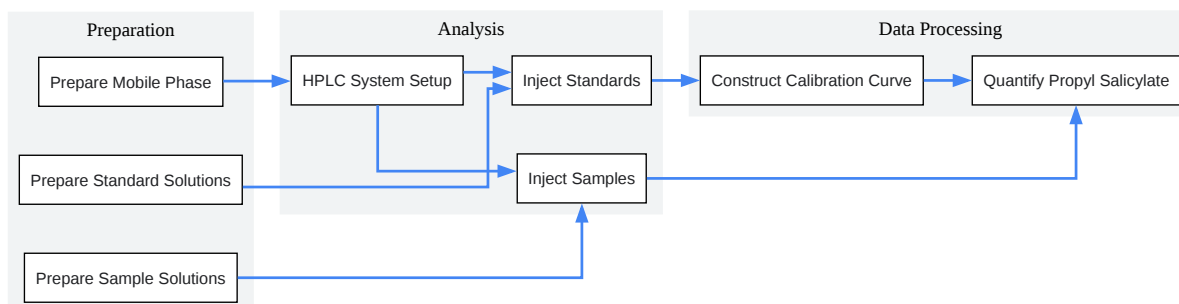 Preparation
Prepare Mobile Phase
Prepare Standard Solutions
Prepare Sample Solutions
Analysis
HPLC System Setup
Inject Standards
Inject Samples
Data Processing
Construct Calibration Curve
Quantify Propyl Salicylate